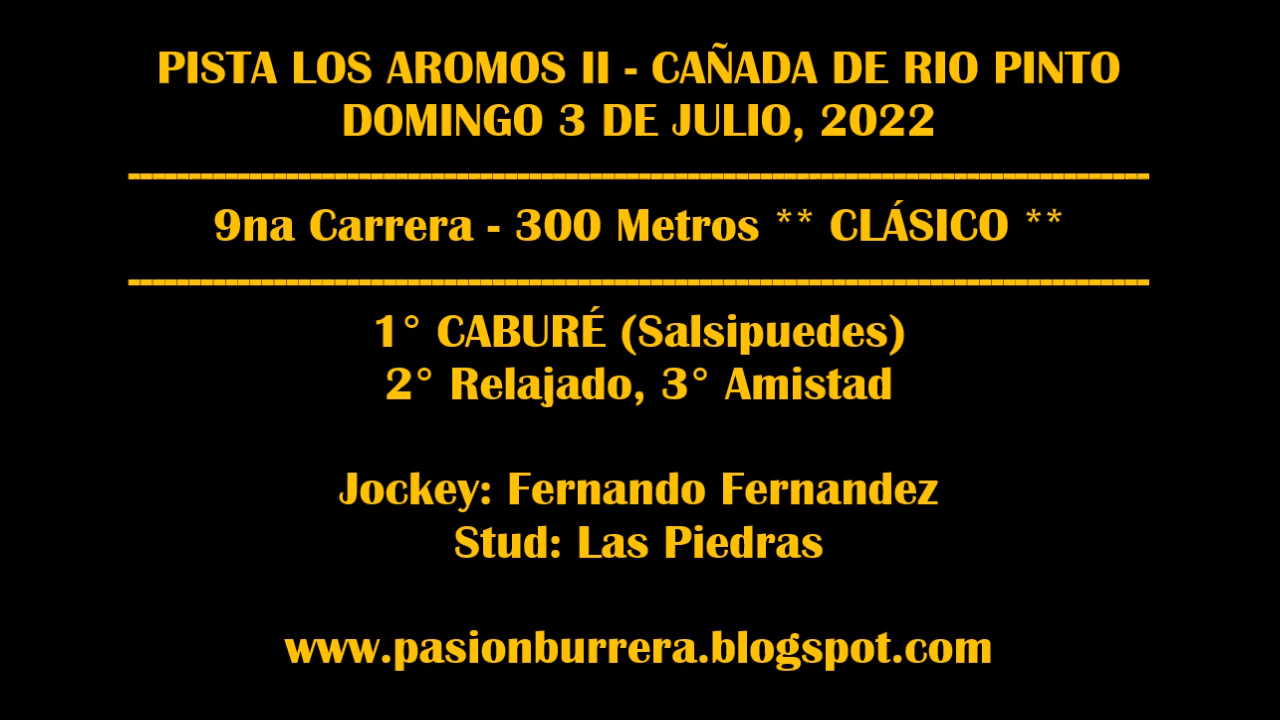 PISTA LOS AROMOS II - CAÑADA DE RIO PINTO
DOMINGO 3 DE JULIO, 2022
9na Carrera - 300 Metros ** CLÁSICO **
1° CABURÉ (Salsipuedes)
2° Relajado, 3° Amistad
Jockey: Fernando Fernandez
Stud: Las Piedras
www.pasionburrera.blogspot.com